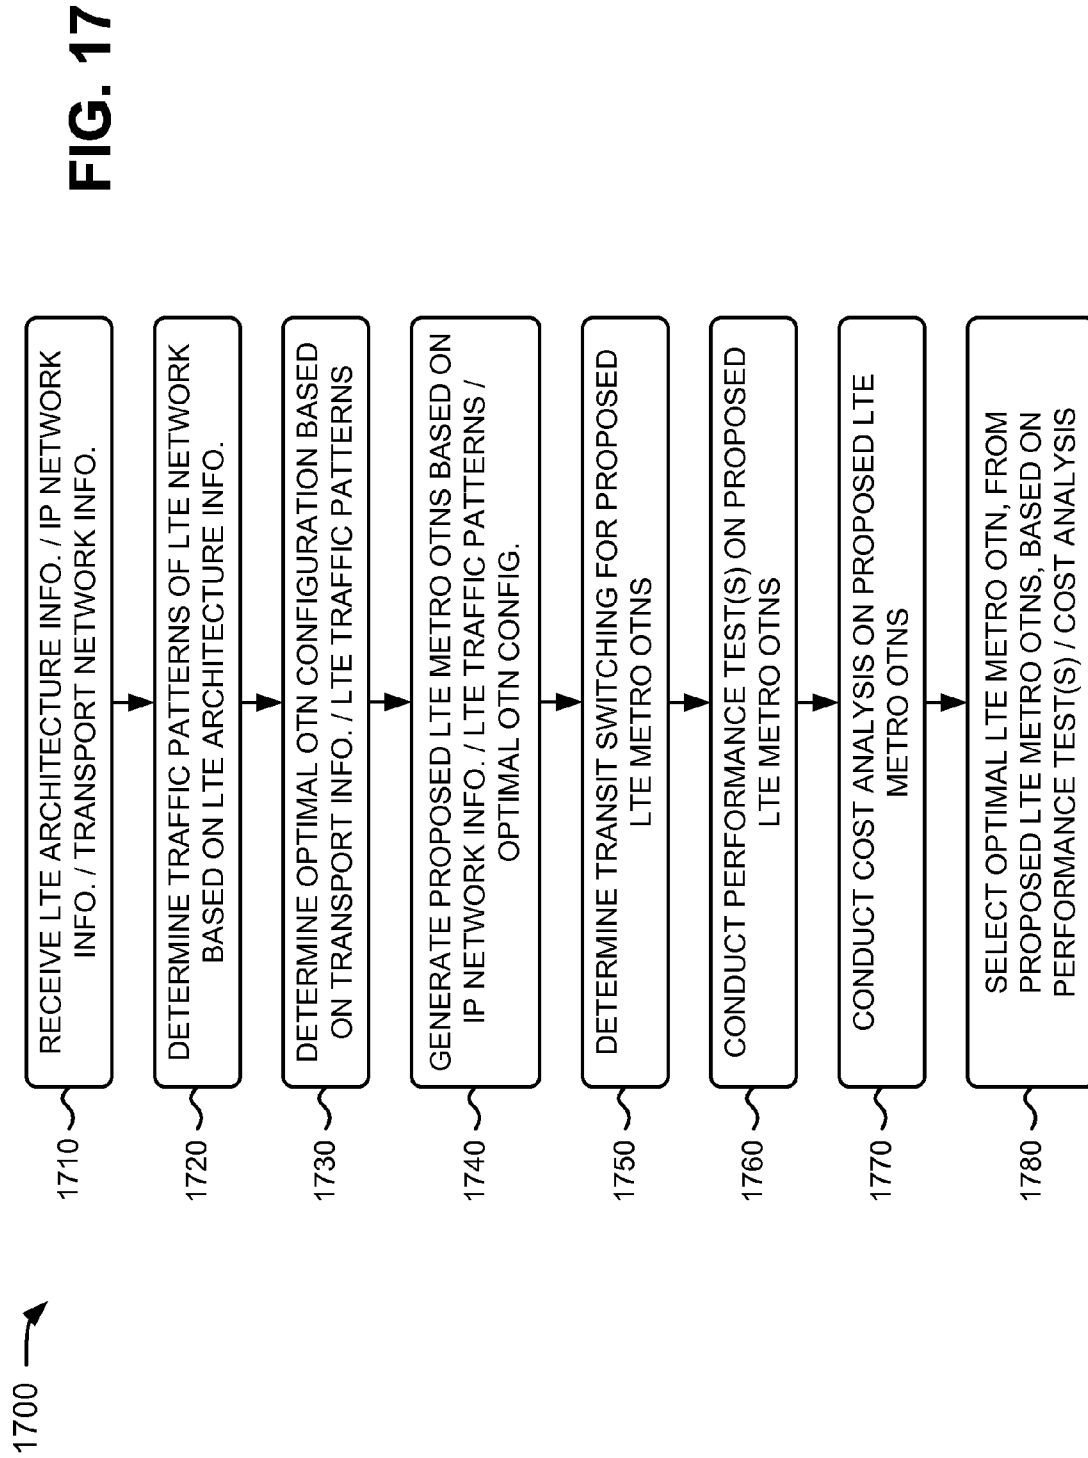 1700
1710
RECEIVE LTE ARCHITECTURE INFO. / IP NETWORK
INFO. / TRANSPORT NETWORK INFO.
1720
DETERMINE TRAFFIC PATTERNS OF LTE NETWORK
BASED ON LTE ARCHITECTURE INFO.
1730
DETERMINE OPTIMAL OTN CONFIGURATION BASED
ON TRANSPORT INFO. / LTE TRAFFIC PATTERNS
1740
GENERATE PROPOSED LTE METRO OTNS BASED ON
IP NETWORK INFO. / LTE TRAFFIC PATTERNS /
OPTIMAL OTN CONFIG.
1750
DETERMINE TRANSIT SWITCHING FOR PROPOSED
LTE METRO OTNS
1760
CONDUCT PERFORMANCE TEST(S) ON PROPOSED
LTE METRO OTNS
1770
CONDUCT COST ANALYSIS ON PROPOSED LTE
METRO OTNS
1780
SELECT OPTIMAL LTE METRO OTN, FROM
PROPOSED LTE METRO OTNS, BASED ON
PERFORMANCE TEST(S) / COST ANALYSIS
FIG. 17